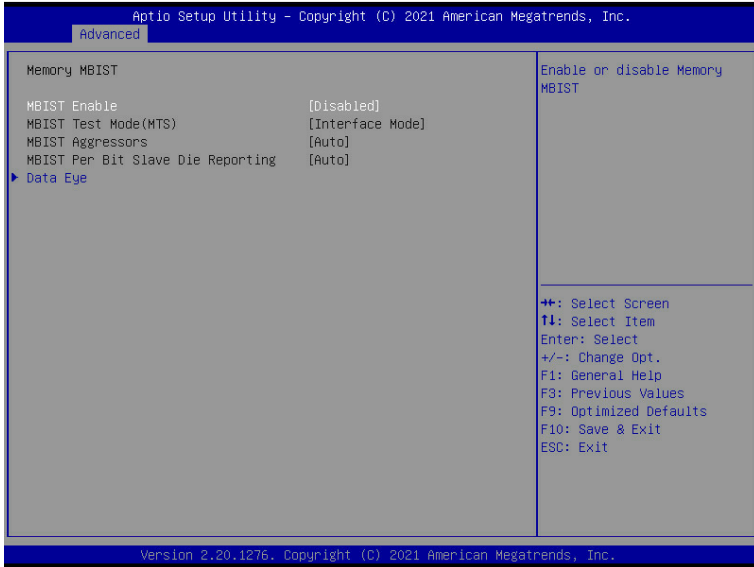 Aptio Setup Utility – Copyright (C) 2021 American Megatrends, Inc.
Advanced
Memory MBIST
MBIST Enable [Disabled]
MBIST Test Mode(MTS) [Interface Mode]
MBIST Aggressors [Auto]
MBIST Per Bit Slave Die Reporting [Auto]
Data Eye
Enable or disable Memory
MBIST
→←: Select Screen
↑↓: Select Item
Enter: Select
+/-: Change Opt.
F1: General Help
F3: Previous Values
F9: Optimized Defaults
F10: Save & Exit
ESC: Exit
Version 2.20.1276. Copyright (C) 2021 American Megatrends, Inc.